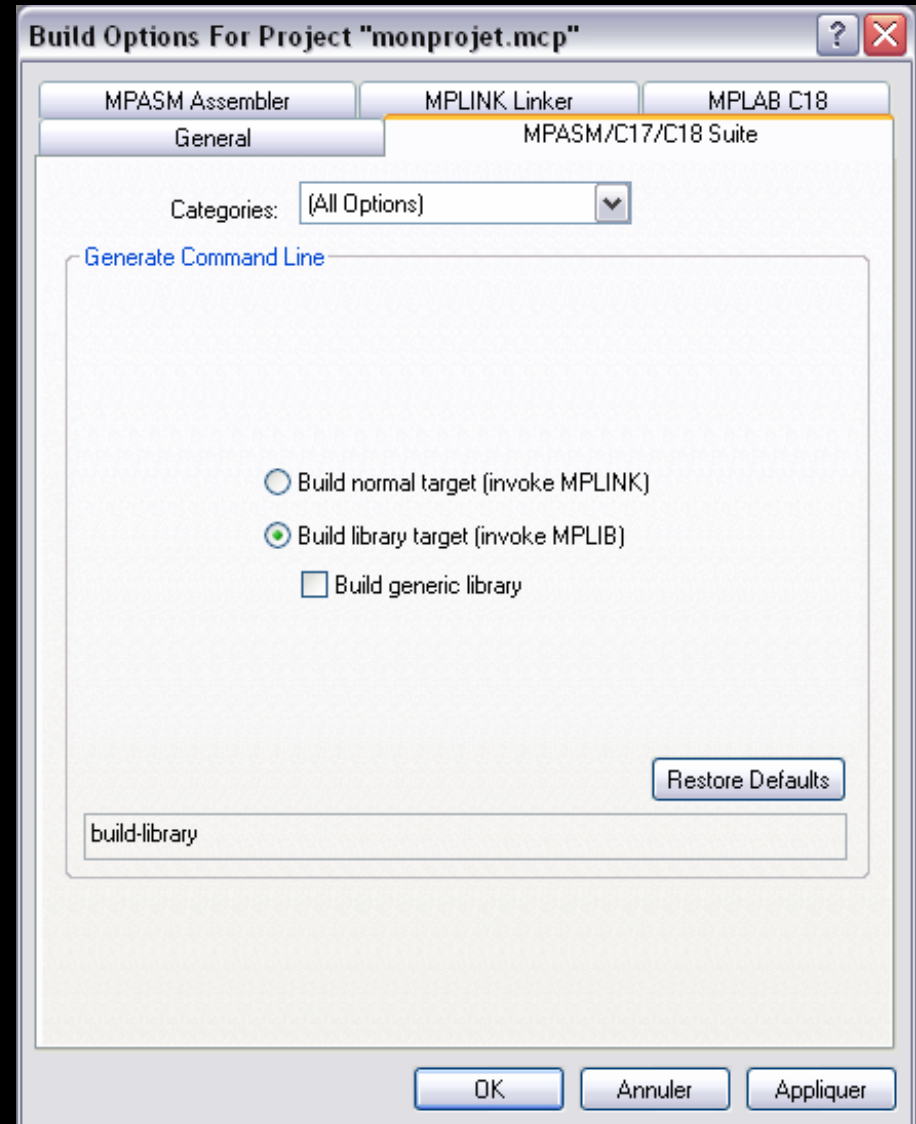 Build Options For Project "monprojet.mcp"
MPASM Assembler MPLINK Linker MPLAB C18
General MPASM/C17/C18 Suite
Categories: (All Options)
Generate Command Line
Build normal target (invoke MPLINK)
Build library target (invoke MPLIB)
Build generic library
Restore Defaults
build-library
OK Annuler Appliquer